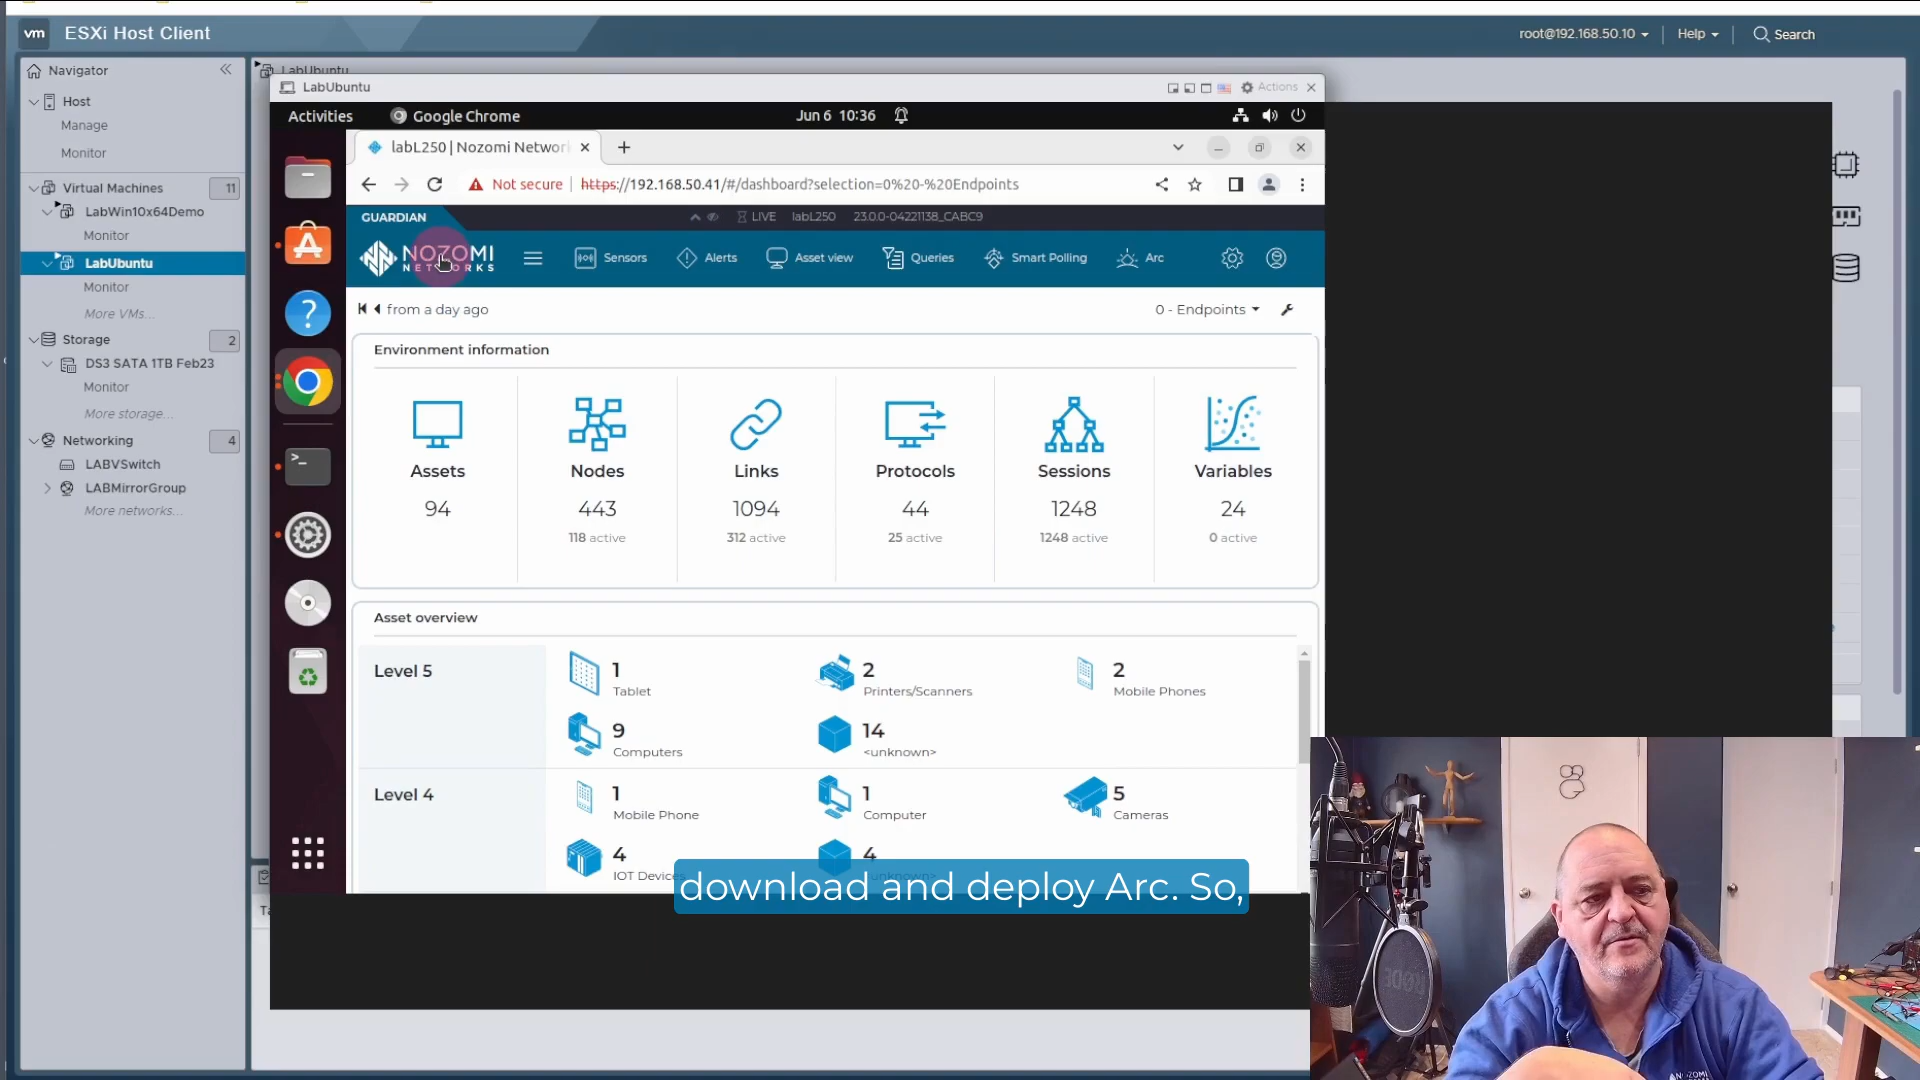 vm ESXi Host Client
root@192.168.50.10
Help
Search
Navigator
Host
Manage
Monitor
Virtual Machines 11
LabWin10x64Demo
Monitor
LabUbuntu
Monitor
More VMs...
Storage 2
DS3 SATA 1TB Feb23
Monitor
More storage...
Networking 4
LABVSwitch
LABMirrorGroup
More networks...
LabUbuntu
LabUbuntu
Actions
Activities
Google Chrome
Jun 6 10:36
labL250 | Nozomi Networ
Not secure
https://192.168.50.41/#/dashboard?selection=0%20-%20Endpoints
GUARDIAN
LIVE labL250 23.0.0-04221138_CABC9
NOZOMI
NETWORKS
Sensors
Alerts
Asset view
Queries
Smart Polling
Arc
from a day ago
0 - Endpoints
Environment information
Assets
94
Nodes
443
118 active
Links
1094
312 active
Protocols
44
25 active
Sessions
1248
1248 active
Variables
24
0 active
Asset overview
Level 5
1
Tablet
2
Printers/Scanners
2
Mobile Phones
9
Computers
14
<unknown>
Level 4
1
Mobile Phone
1
Computer
5
Cameras
4
IOT Devices
4
download and deploy Arc. So,
RODE
NOZOMI